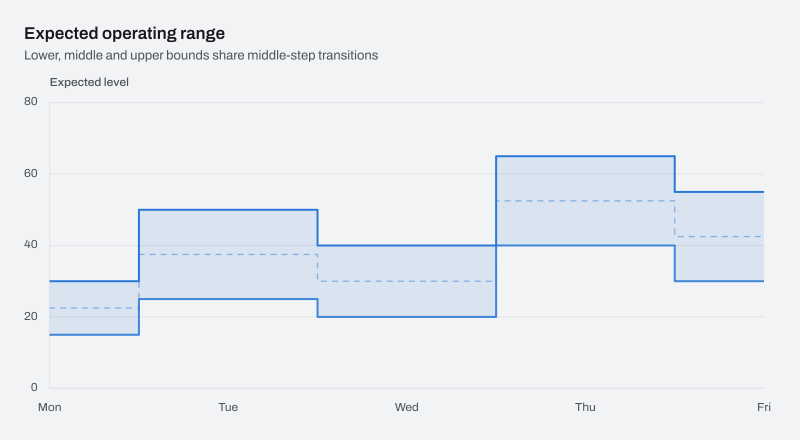 Expected operating range
Lower, middle and upper bounds share middle-step transitions
Expected level
80
60
40
20
0
Mon Tue Wed Thu Fri